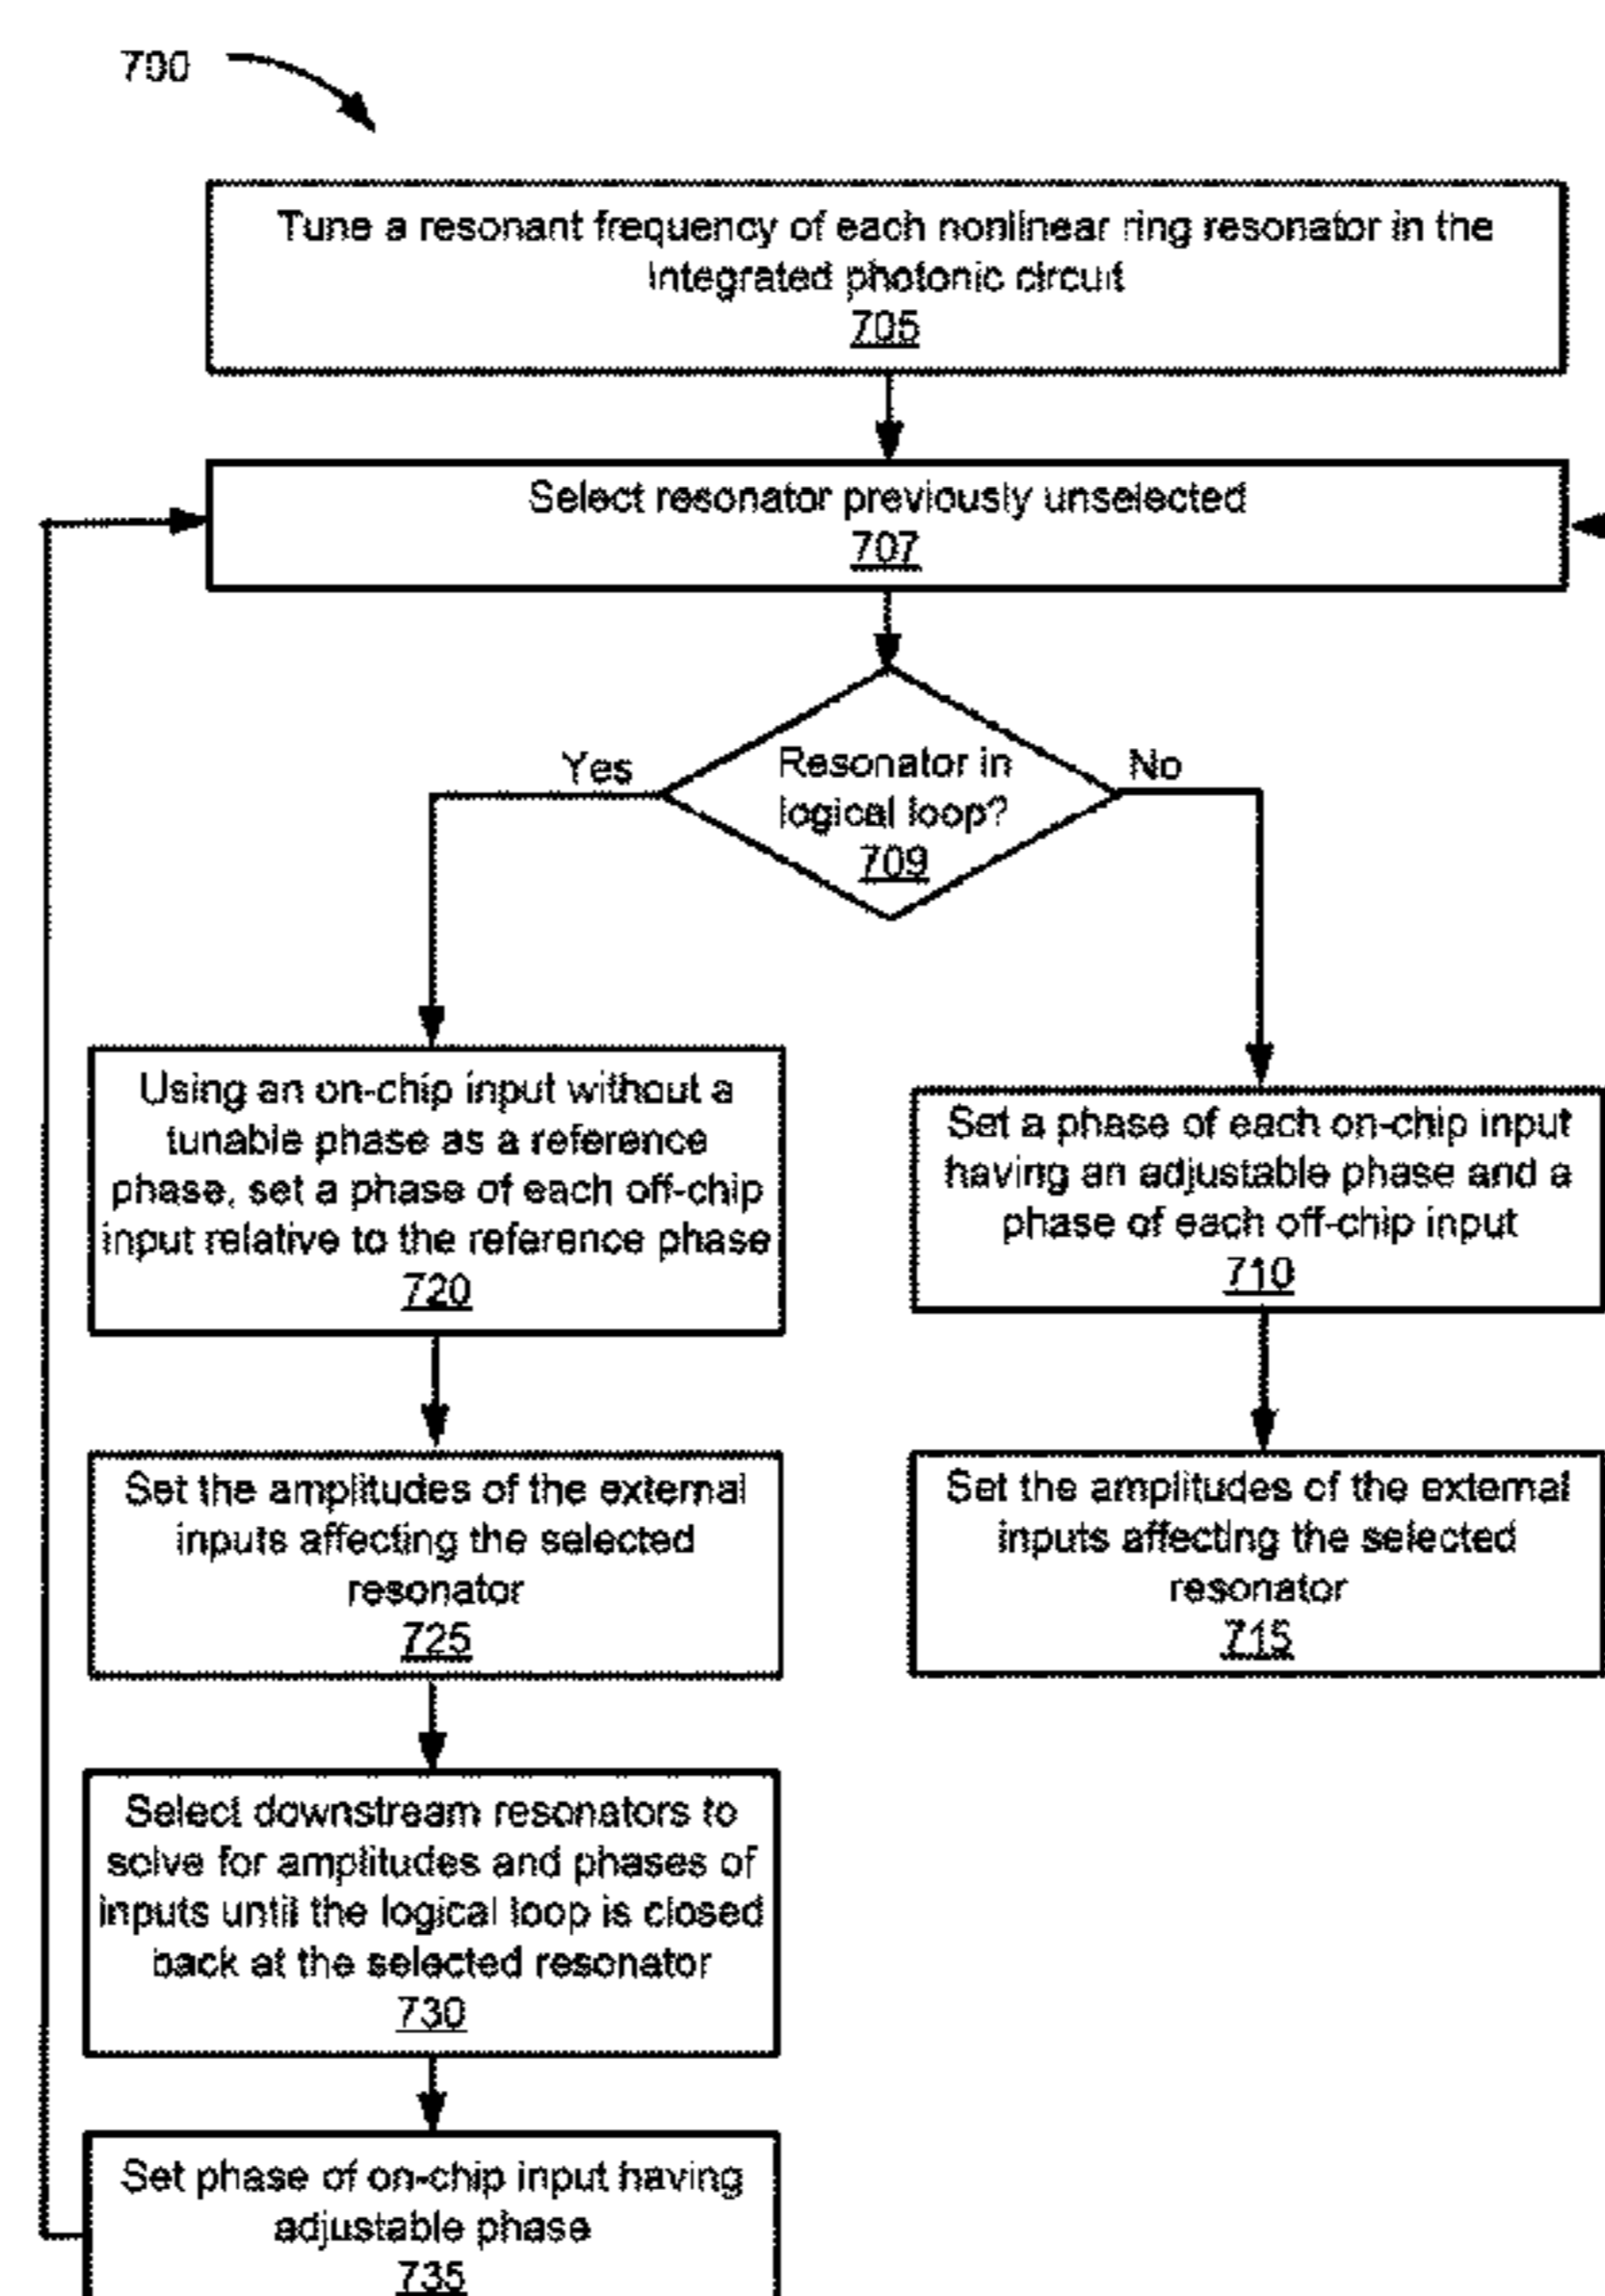 700
Tune a resonant frequency of each nonlinear ring resonator in the
integrated photonic circuit
705
Select resonator previously unselected
707
Yes
Resonator in
logical loop?
709
No
Using an on-chip input without a
tunable phase as a reference
phase, set a phase of each off-chip
input relative to the reference phase
720
Set a phase of each on-chip input
having an adjustable phase and a
phase of each off-chip input
710
Set the amplitudes of the external
inputs affecting the selected
resonator
725
Set the amplitudes of the external
inputs affecting the selected
resonator
715
Select downstream resonators to
solve for amplitudes and phases of
inputs until the logical loop is closed
back at the selected resonator
730
Set phase of on-chip input having
adjustable phase
735